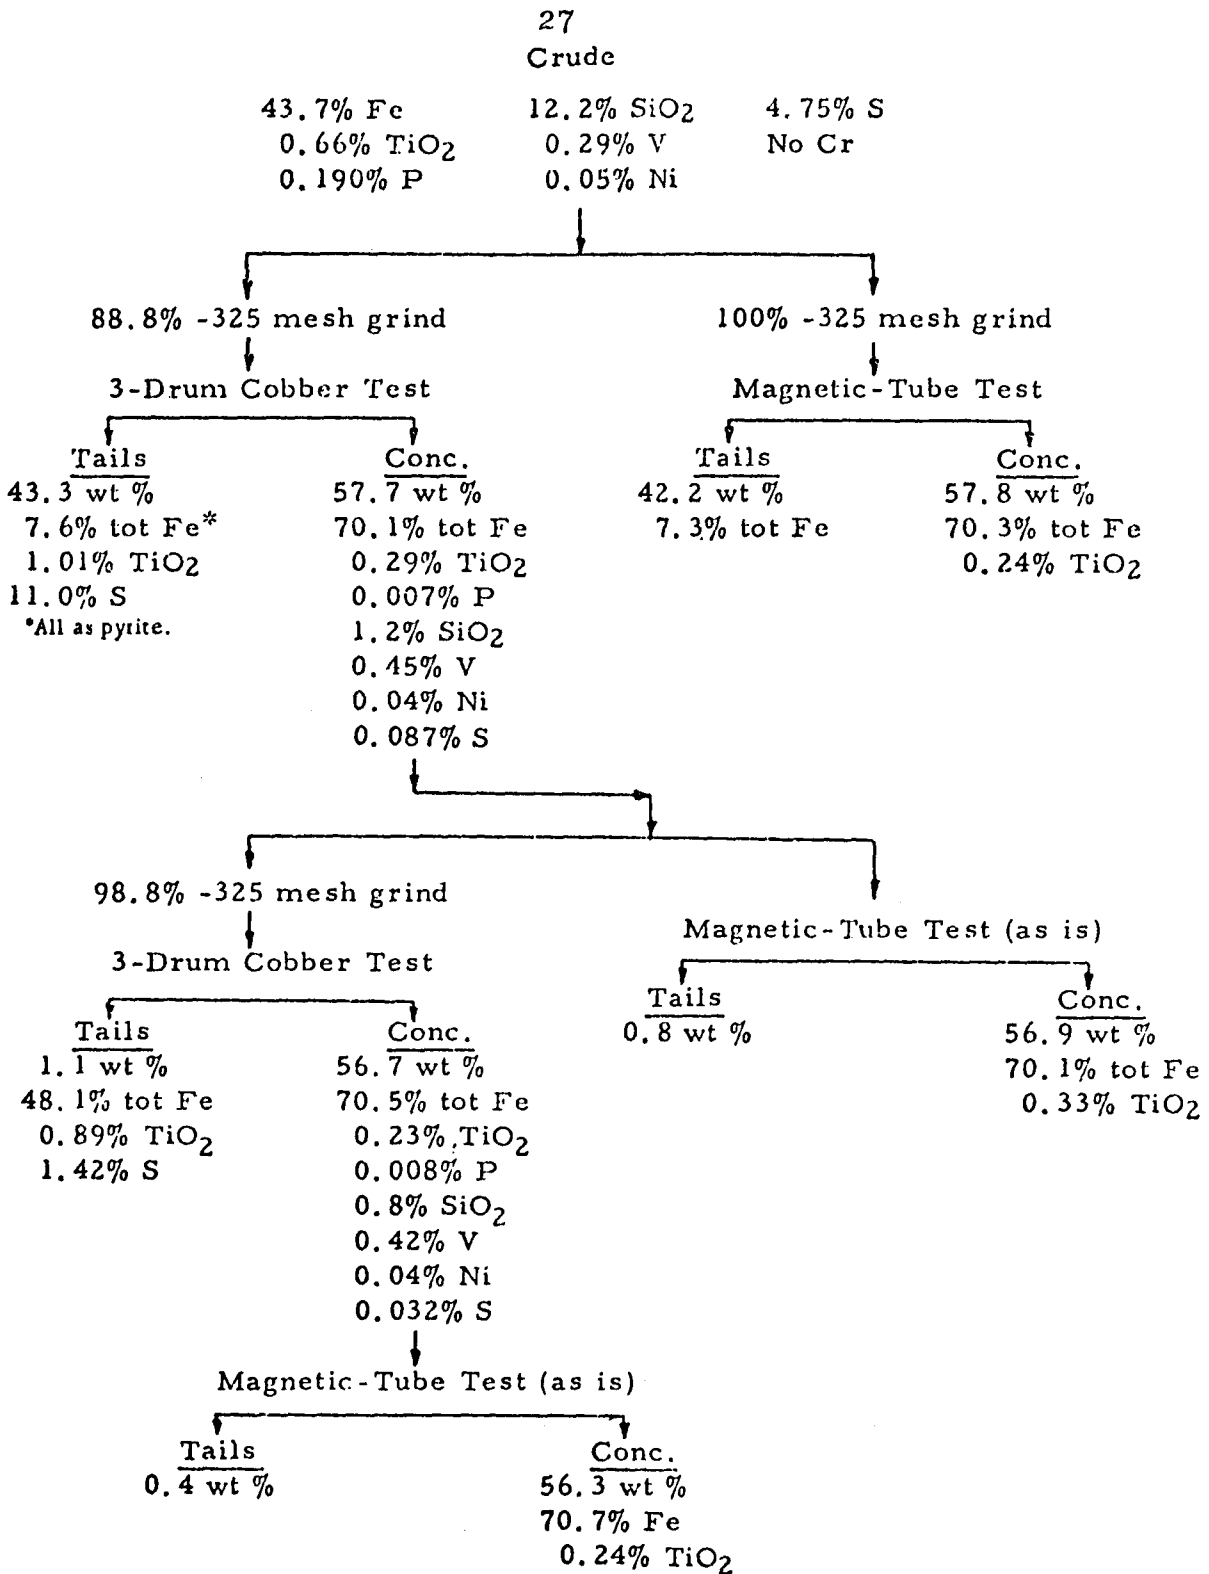 27
Crude
43.7% Fe 12.2% SiO2 4.75% S
0.66% TiO2 0.29% V No Cr
0.190% P 0.05% Ni
88.8% -325 mesh grind 100% -325 mesh grind
3-Drum Cobber Test Magnetic-Tube Test
Tails Conc. Tails Conc.
43.3 wt % 57.7 wt % 42.2 wt % 57.8 wt %
7.6% tot Fe* 70.1% tot Fe 7.3% tot Fe 70.3% tot Fe
1.01% TiO2 0.29% TiO2 0.24% TiO2
11.0% S 0.007% P
*All as pyrite. 1.2% SiO2
0.45% V
0.04% Ni
0.087% S
98.8% -325 mesh grind
Magnetic-Tube Test (as is)
3-Drum Cobber Test
Tails Conc. Tails Conc.
1.1 wt % 56.7 wt % 0.8 wt % 56.9 wt %
48.1% tot Fe 70.5% tot Fe 70.1% tot Fe
0.89% TiO2 0.23% TiO2 0.33% TiO2
1.42% S 0.008% P
0.8% SiO2
0.42% V
0.04% Ni
0.032% S
Magnetic-Tube Test (as is)
Tails Conc.
0.4 wt % 56.3 wt %
70.7% Fe
0.24% TiO2